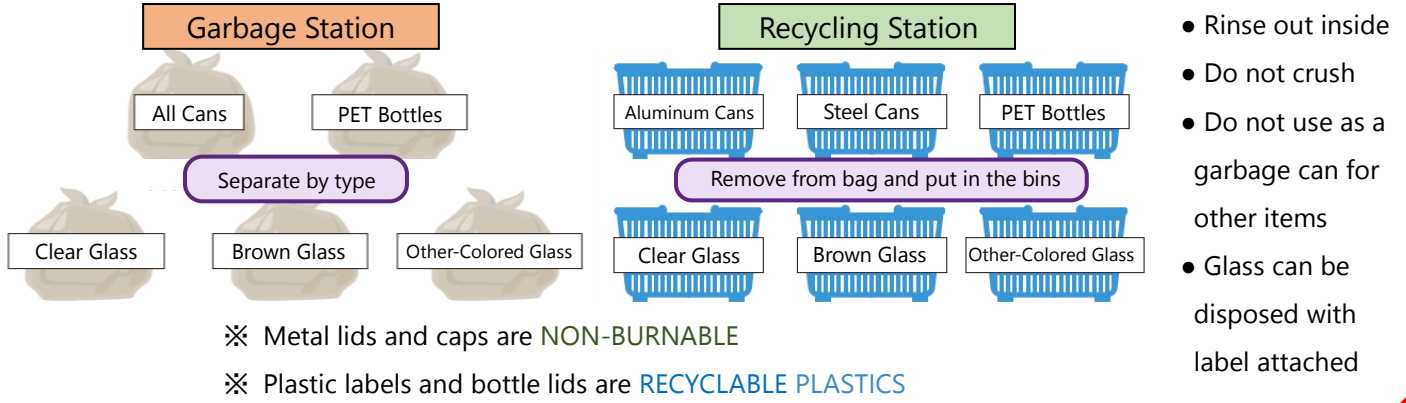 Garbage Station
All Cans
PET Bottles
Separate by type
Clear Glass
Brown Glass
Other-Colored Glass
Recycling Station
Aluminum Cans
Steel Cans
PET Bottles
Remove from bag and put in the bins
Clear Glass
Brown Glass
Other-Colored Glass
※ Metal lids and caps are NON-BURNABLE
※ Plastic labels and bottle lids are RECYCLABLE PLASTICS
● Rinse out inside
● Do not crush
● Do not use as a
garbage can for
other items
● Glass can be
disposed with
label attached